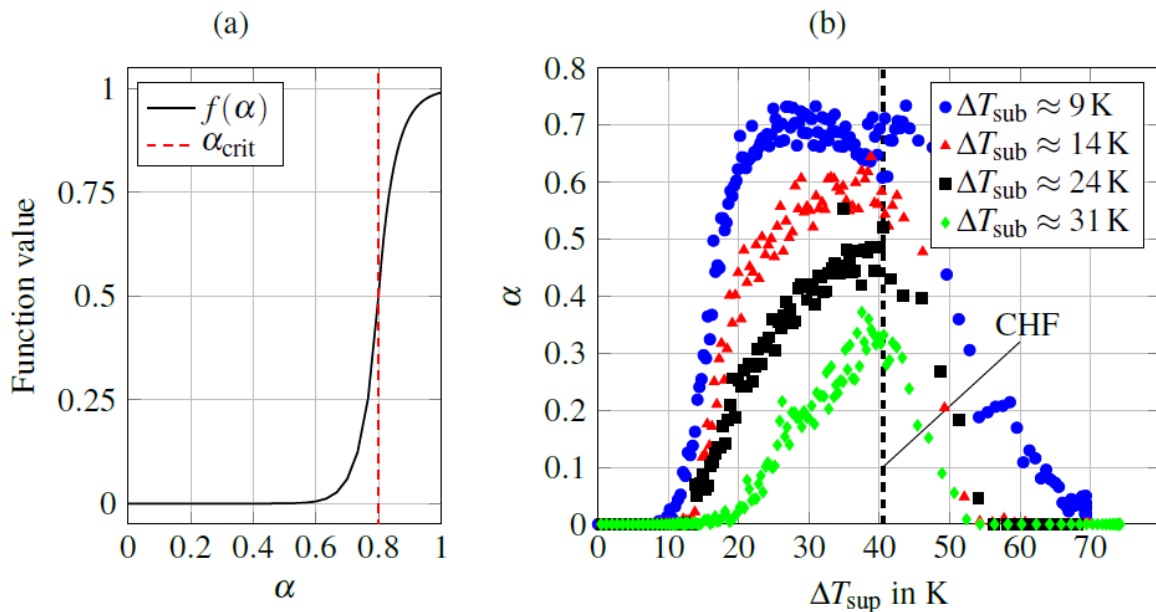 (a)
1
0.75
0.5
0.25
0
0
0.2
0.4
0.6
0.8
1
Function value
α
f(α)
α_crit
(b)
0.8
0.7
0.6
0.5
0.4
0.3
0.2
0.1
0
0
10
20
30
40
50
60
70
α
ΔT_sup in K
ΔT_sub ≈ 9 K
ΔT_sub ≈ 14 K
ΔT_sub ≈ 24 K
ΔT_sub ≈ 31 K
CHF